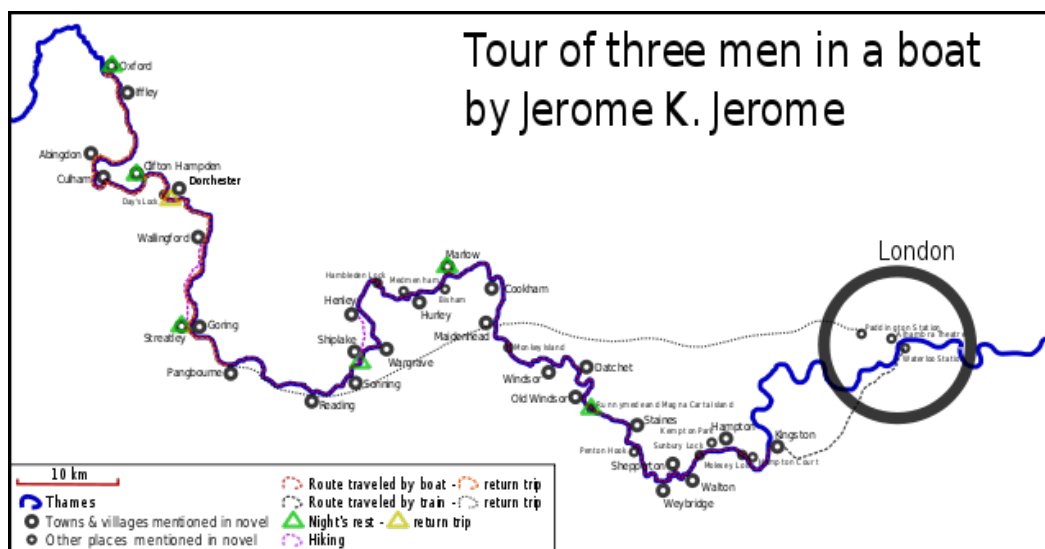 Tour of three men in a boat
by Jerome K. Jerome
Oxford
Iffley
Abingdon
Clifton Hampden
Culham
Dorchester
Day's Lock
Wallingford
London
Marlow
Hambleden Lock
Medmenham
Bisham
Cookham
Henley
Hurley
Paddington Station
Alhambra Theatre
Maidenhead
Goring
Streatley
Shiplake
Wargrave
Monkey Island
Waterloo Station
Pangbourne
Sonning
Windsor
Datchet
Reading
Old Windsor
Runnymede and Magna Carta Island
Staines
Kempton Park
Hampton
Kingston
Penton Hook
Sunbury Lock
Shepperton
Molesey Lock
Hampton Court
Walton
Weybridge
10 km
Thames
Towns & villages mentioned in novel
Other places mentioned in novel
Route traveled by boat - return trip
Route traveled by train - return trip
Night's rest - return trip
Hiking